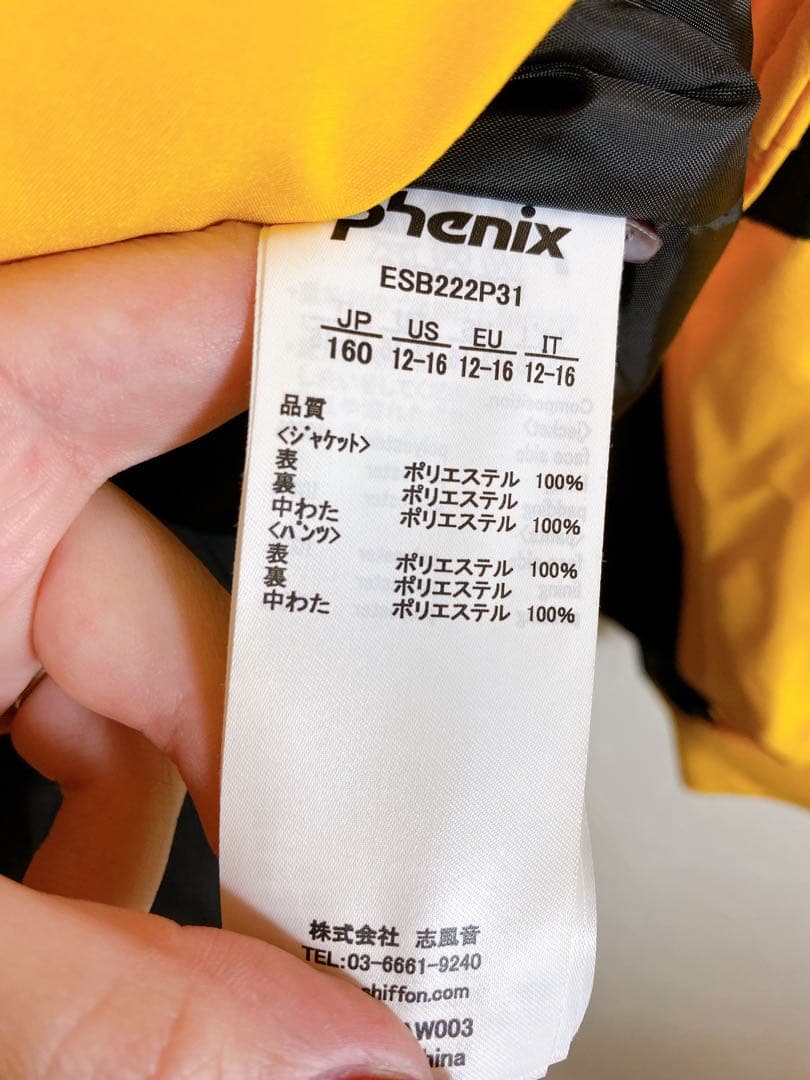 phenix
ESB222P31
JP US EU IT
160 12-16 12-16 12-16
品質
<ジャケット>
表 ポリエステル 100%
裏 ポリエステル
中わた ポリエステル 100%
<パンツ>
表 ポリエステル 100%
裏 ポリエステル
中わた ポリエステル 100%
株式会社 志風音
TEL:03-6661-9240
hiffon.com
W003
hina